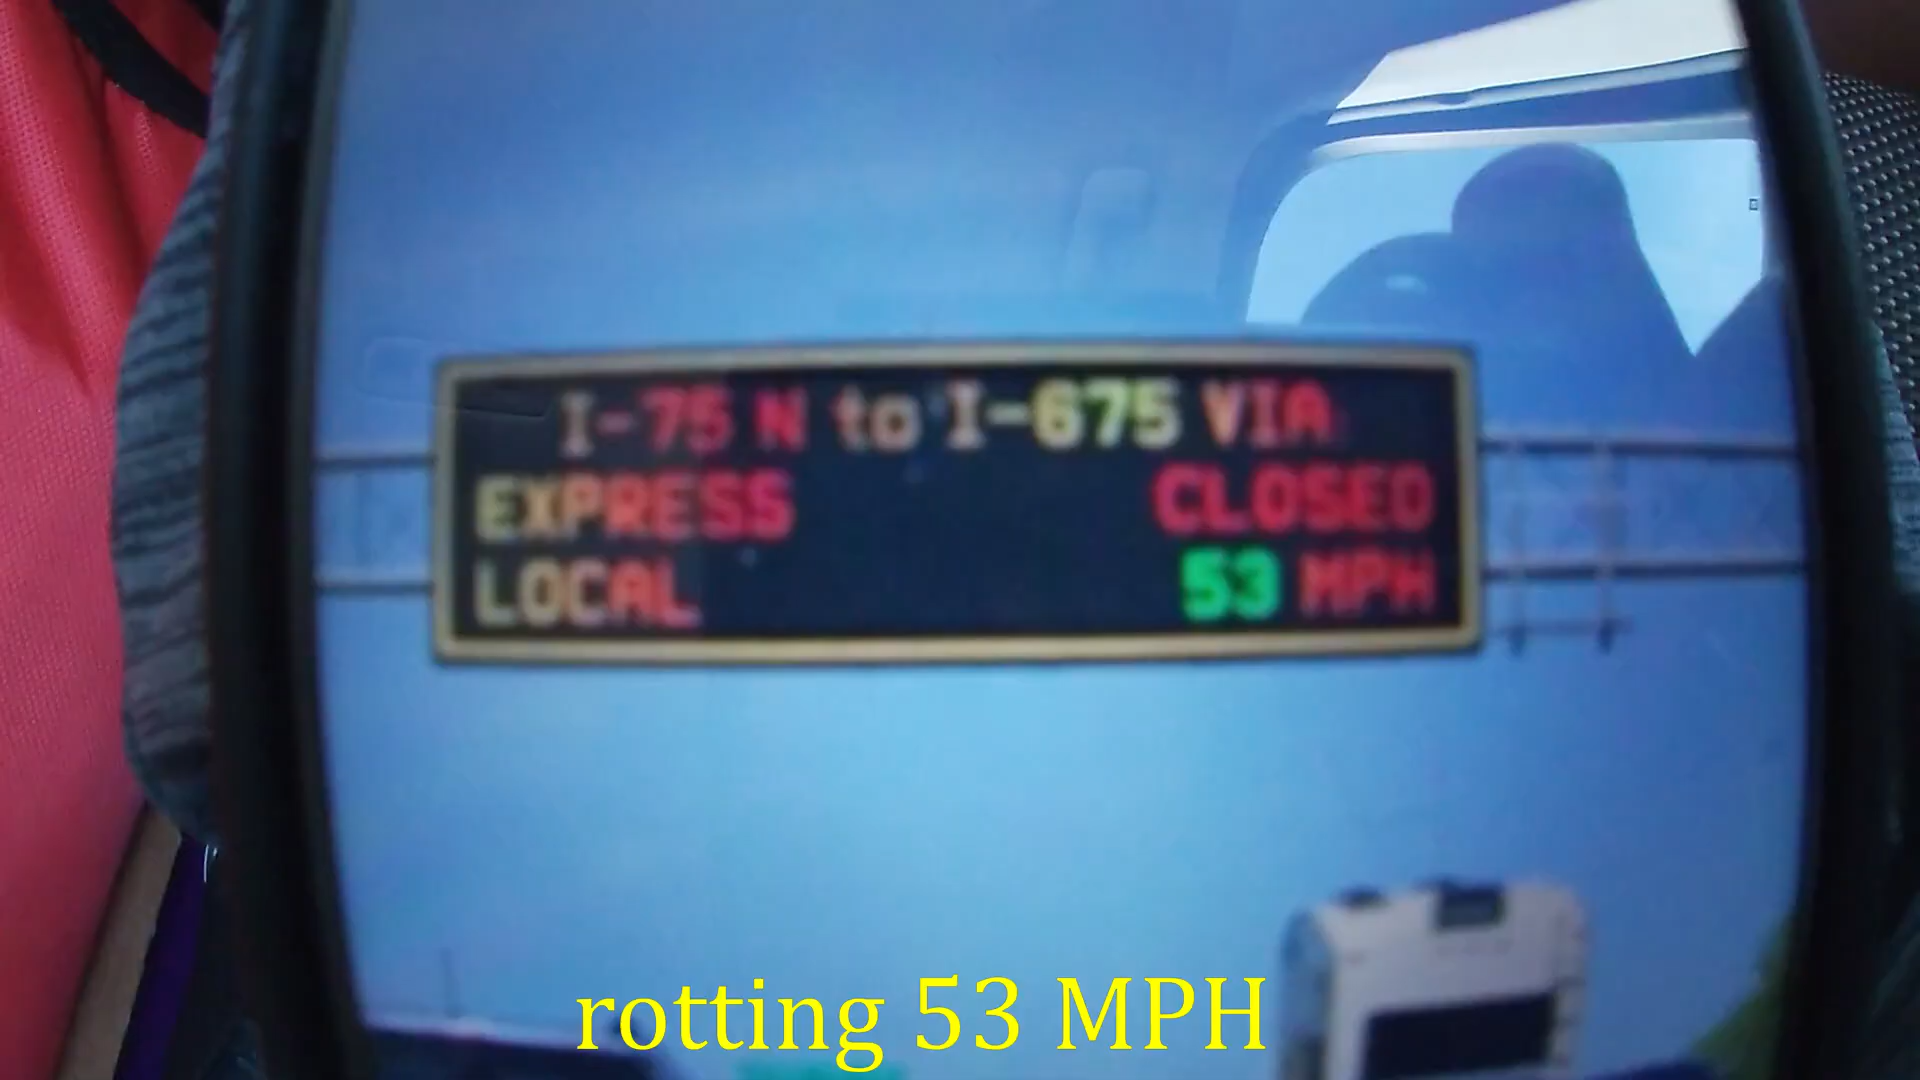 I-75 N to I-675 VIA
EXPRESS CLOSED
LOCAL 53 MPH
rotting 53 MPH